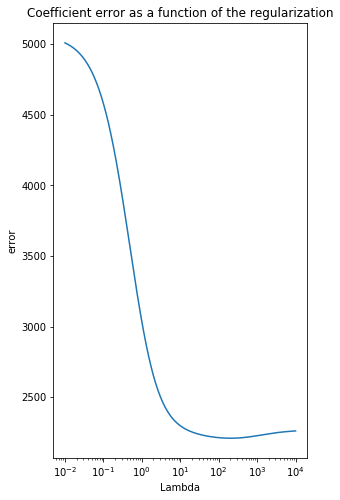 Coefficient error as a function of the regularization
5000
4500
4000
3500
3000
2500
error
10⁻² 10⁻¹ 10⁰ 10¹ 10² 10³ 10⁴
Lambda